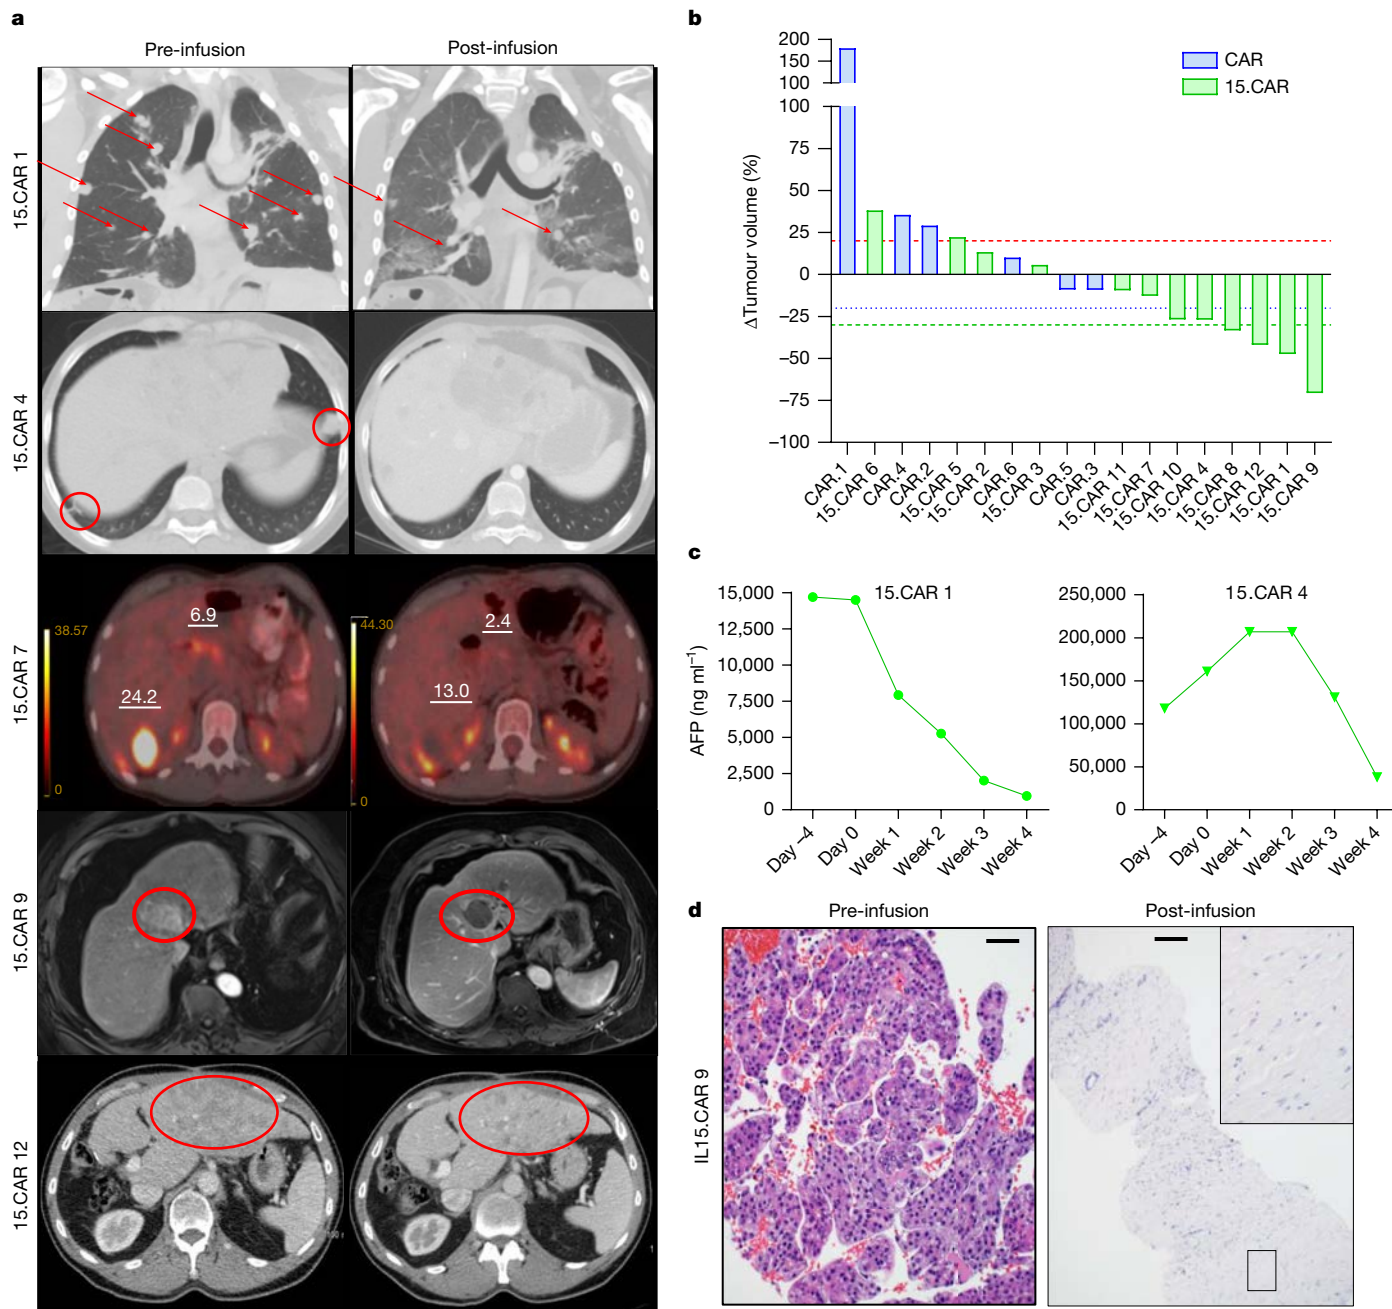 a
Pre-infusion
Post-infusion
15.CAR 1
15.CAR 4
15.CAR 7
38.57
0
6.9
24.2
44.30
0
2.4
13.0
15.CAR 9
15.CAR 12
b
ΔTumour volume (%)
200
150
100
100
75
50
25
0
−25
−50
−75
−100
CAR
15.CAR
CAR.1
15.CAR 6
CAR.4
CAR.2
15.CAR 5
15.CAR 2
CAR.6
15.CAR 3
CAR.5
CAR.3
15.CAR 11
15.CAR 7
15.CAR 10
15.CAR 4
15.CAR 8
15.CAR 12
15.CAR 1
15.CAR 9
c
15.CAR 1
AFP (ng ml⁻¹)
15,000
12,500
10,000
7,500
5,000
2,500
0
Day −4
Day 0
Week 1
Week 2
Week 3
Week 4
15.CAR 4
250,000
200,000
150,000
100,000
50,000
0
Day −4
Day 0
Week 1
Week 2
Week 3
Week 4
d
Pre-infusion
Post-infusion
IL15.CAR 9